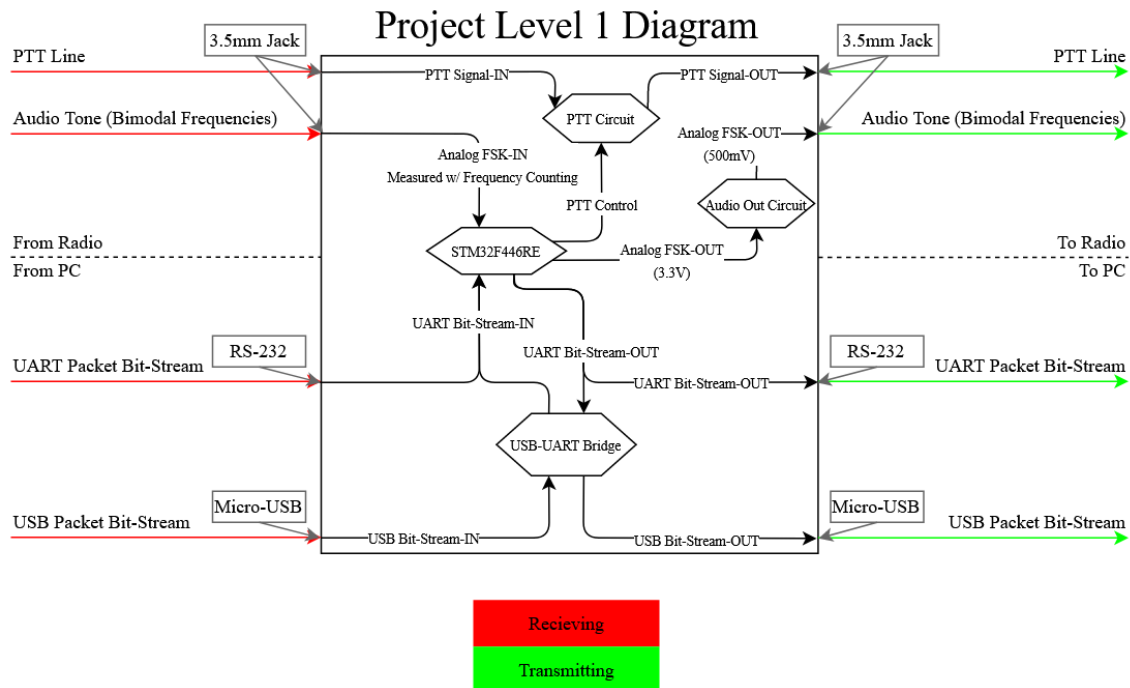 Project Level 1 Diagram
3.5mm Jack
3.5mm Jack
PTT Line
PTT Signal-IN
PTT Signal-OUT
PTT Line
PTT Circuit
Audio Tone (Bimodal Frequencies)
Analog FSK-OUT
(500mV)
Audio Tone (Bimodal Frequencies)
Analog FSK-IN
Measured w/ Frequency Counting
PTT Control
Audio Out Circuit
From Radio
STM32F446RE
Analog FSK-OUT
(3.3V)
To Radio
From PC
To PC
UART Bit-Stream-IN
RS-232
UART Bit-Stream-OUT
RS-232
UART Packet Bit-Stream
UART Bit-Stream-OUT
UART Packet Bit-Stream
USB-UART Bridge
Micro-USB
Micro-USB
USB Packet Bit-Stream
USB Bit-Stream-IN
USB Bit-Stream-OUT
USB Packet Bit-Stream
Recieving
Transmitting